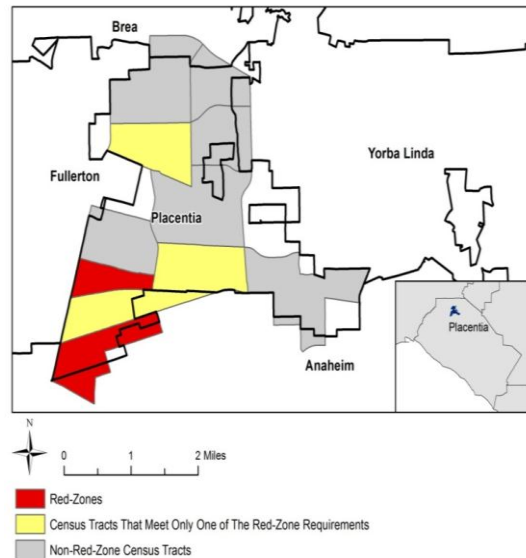 Brea
Yorba Linda
Fullerton
Placentia
Placentia
Anaheim
N
0 1 2 Miles
Red-Zones
Census Tracts That Meet Only One of The Red-Zone Requirements
Non-Red-Zone Census Tracts